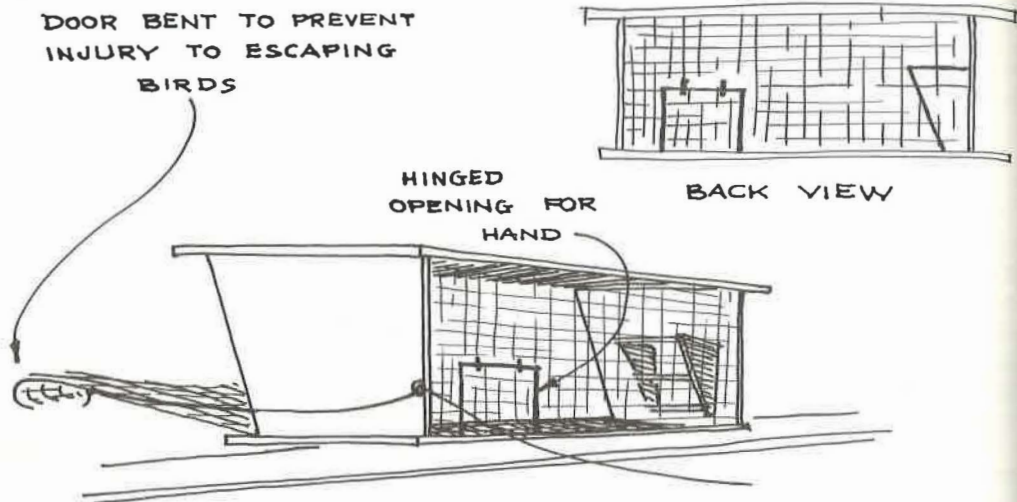 DOOR BENT TO PREVENT
INJURY TO ESCAPING
BIRDS
HINGED
OPENING FOR
HAND
BACK VIEW